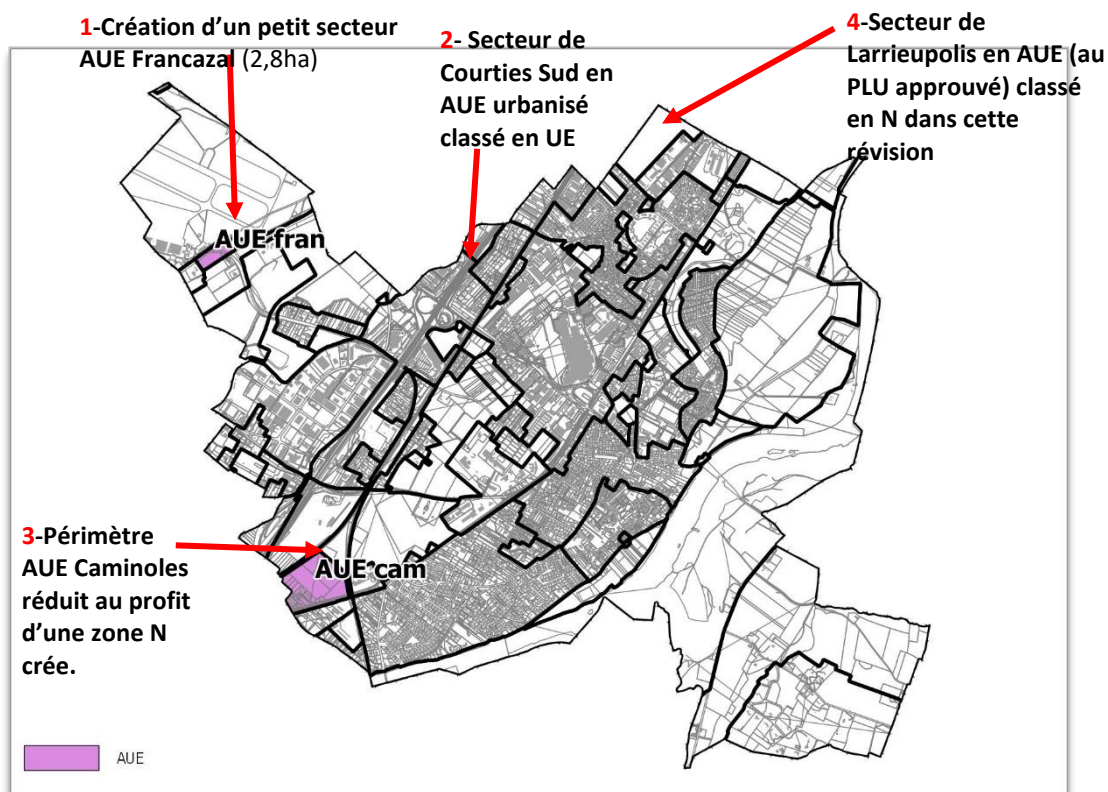 1-Création d’un petit secteur
AUE Francazal (2,8ha)
2- Secteur de
Courties Sud en
AUE urbanisé
classé en UE
4-Secteur de
Larrieupolis en AUE (au
PLU approuvé) classé
en N dans cette
révision
AUE fran
3-Périmètre
AUE Caminoles
réduit au profit
d’une zone N
crée.
AUE cam
AUE